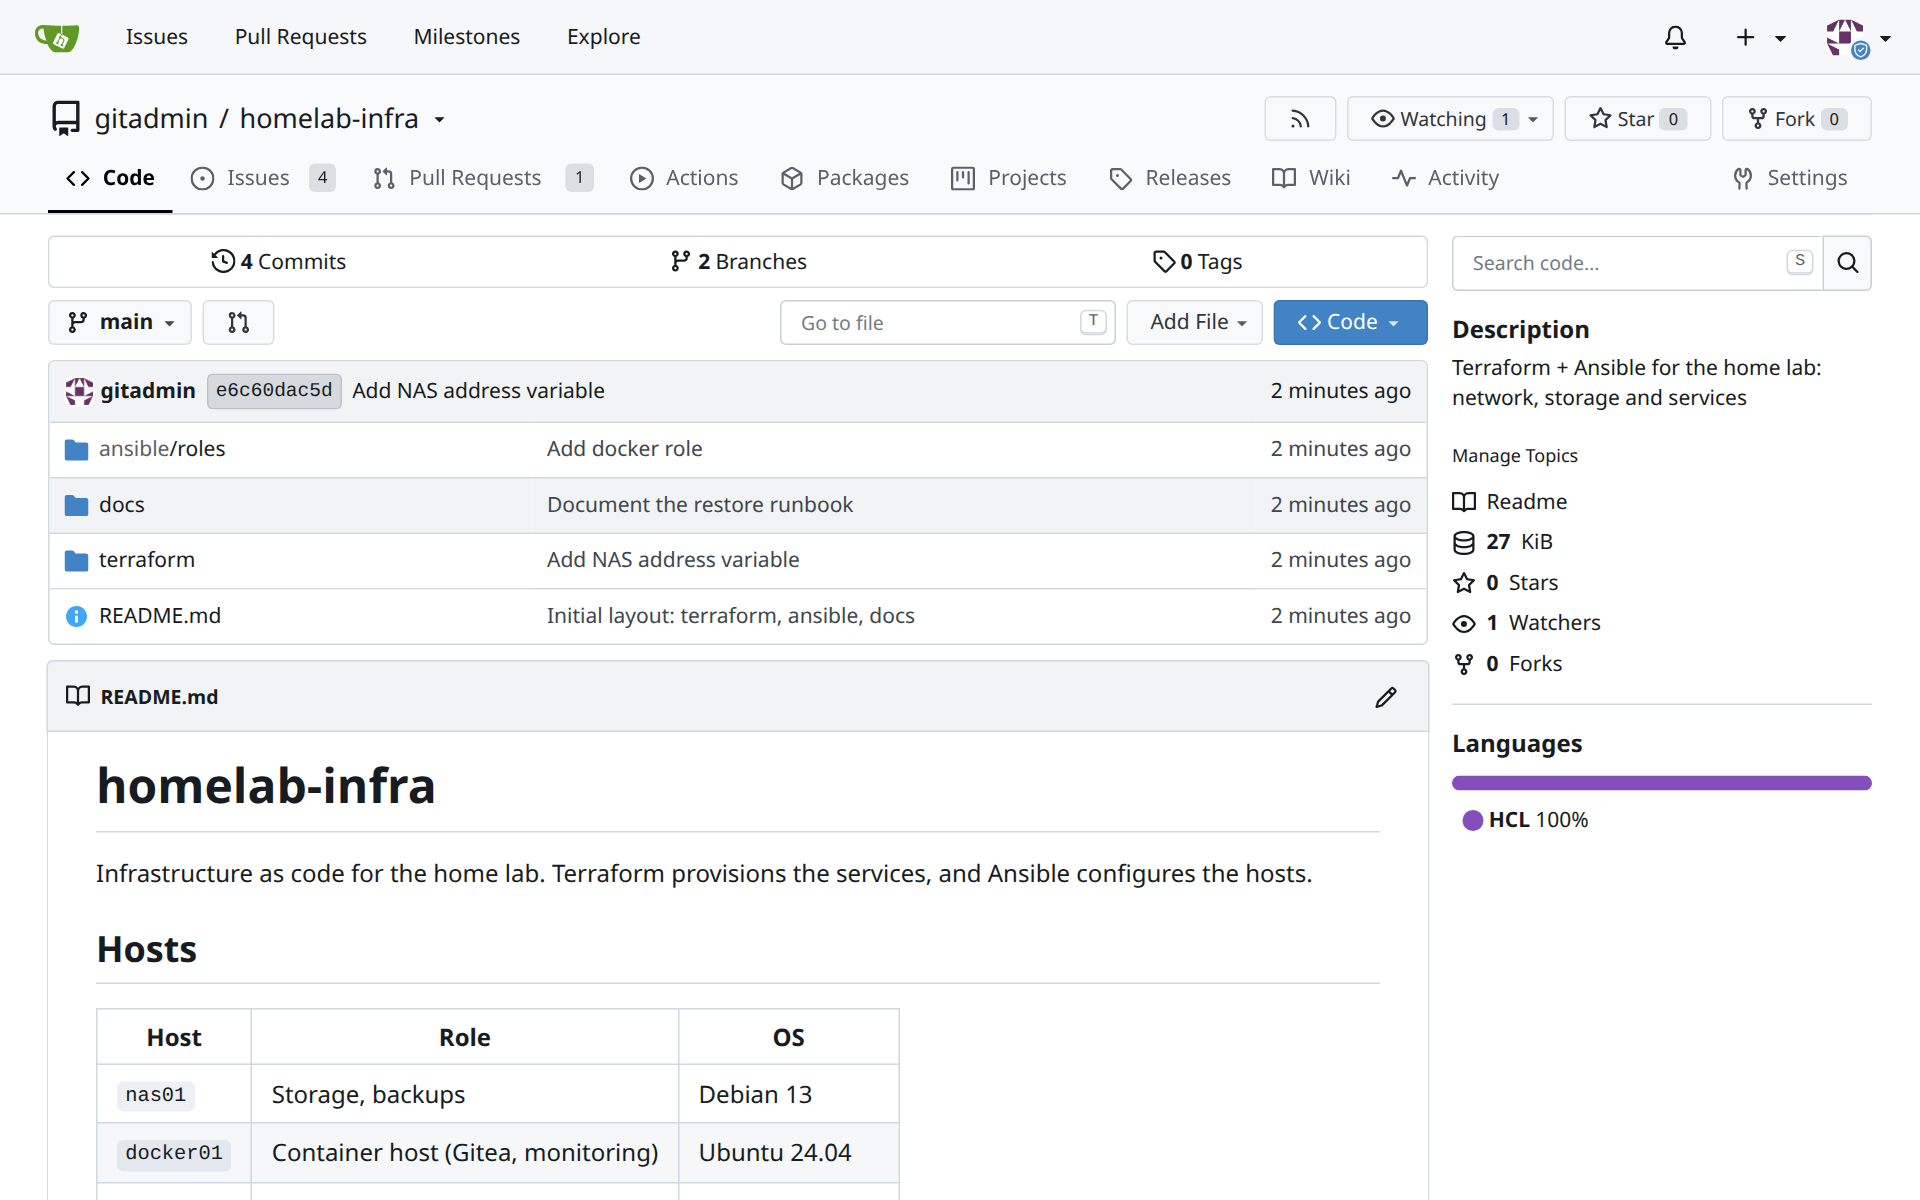 Issues Pull Requests Milestones Explore
gitadmin / homelab-infra
Watching 1 Star 0 Fork 0
Code Issues 4 Pull Requests 1 Actions Packages Projects Releases Wiki Activity Settings
4 Commits 2 Branches 0 Tags
Search code... S
main Go to file T Add File Code
Description
Terraform + Ansible for the home lab:
network, storage and services
gitadmin e6c60dac5d Add NAS address variable 2 minutes ago
ansible/roles Add docker role 2 minutes ago
docs Document the restore runbook 2 minutes ago
terraform Add NAS address variable 2 minutes ago
README.md Initial layout: terraform, ansible, docs 2 minutes ago
Manage Topics
Readme
27 KiB
0 Stars
1 Watchers
0 Forks
Languages
HCL 100%
README.md
homelab-infra
Infrastructure as code for the home lab. Terraform provisions the services, and Ansible configures the hosts.
Hosts
Host Role OS
nas01 Storage, backups Debian 13
docker01 Container host (Gitea, monitoring) Ubuntu 24.04